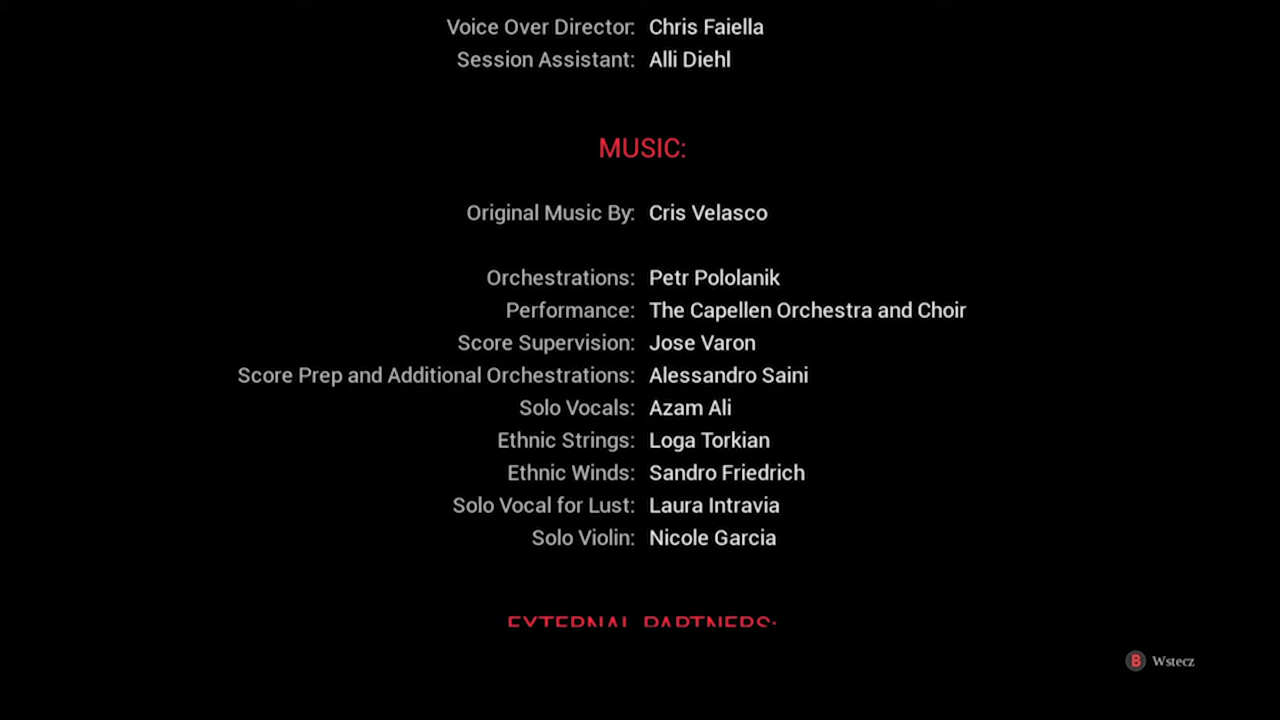 Voice Over Director: Chris Faiella
Session Assistant: Alli Diehl
MUSIC:
Original Music By: Cris Velasco
Orchestrations: Petr Pololanik
Performance: The Capellen Orchestra and Choir
Score Supervision: Jose Varon
Score Prep and Additional Orchestrations: Alessandro Saini
Solo Vocals: Azam Ali
Ethnic Strings: Loga Torkian
Ethnic Winds: Sandro Friedrich
Solo Vocal for Lust: Laura Intravia
Solo Violin: Nicole Garcia
EXTERNAL PARTNERS:
B Wstecz